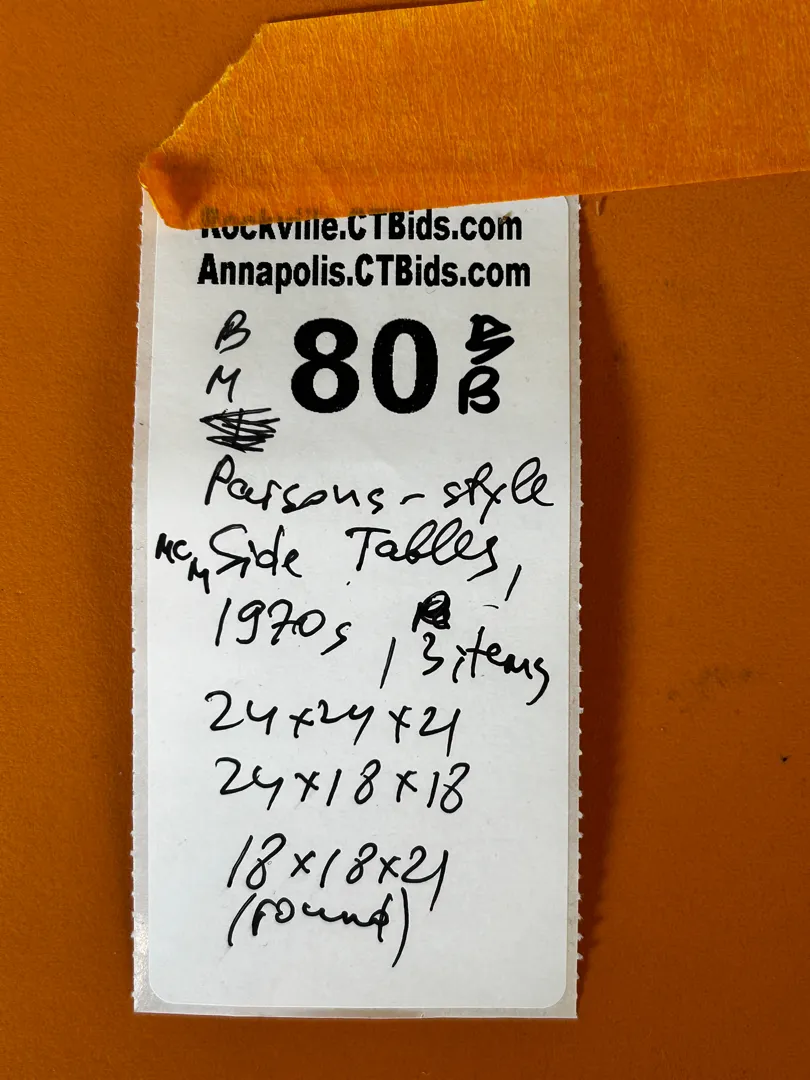 Rockville.CTBids.com
Annapolis.CTBids.com
B 80
M B
Parsons-style
MCM Side Tables,
1970s, 3 items
24x24x21
24x18x18
18x18x21
(round)